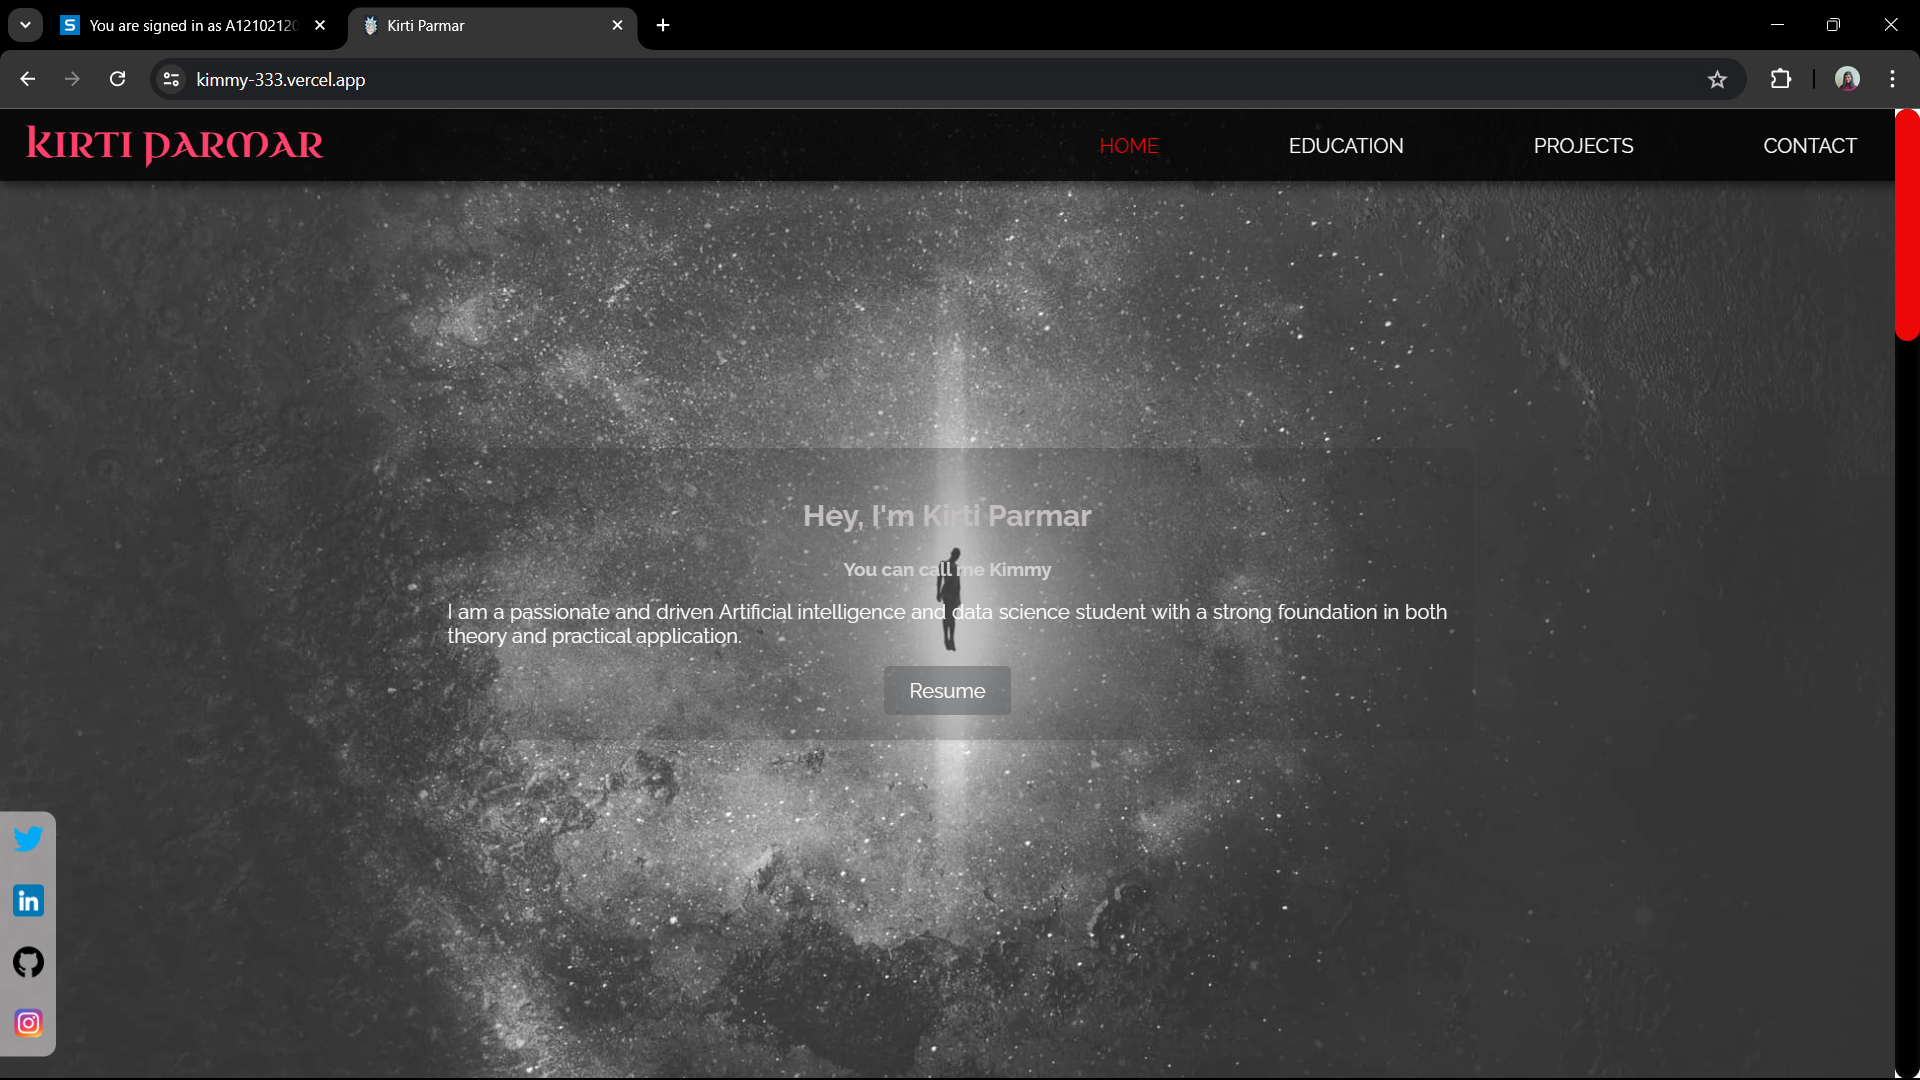 You are signed in as A12102120
Kirti Parmar
kimmy-333.vercel.app
KIRTI PARMAR
HOME
EDUCATION
PROJECTS
CONTACT
Hey, I'm Kirti Parmar
You can call me Kimmy
I am a passionate and driven Artificial intelligence and data science student with a strong foundation in both
theory and practical application.
Resume